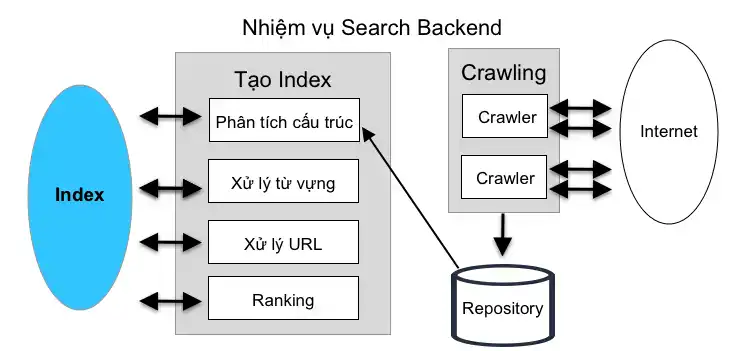 Nhiệm vụ Search Backend
Tạo Index
Phân tích cấu trúc
Xử lý từ vựng
Xử lý URL
Ranking
Index
Crawling
Crawler
Crawler
Internet
Repository